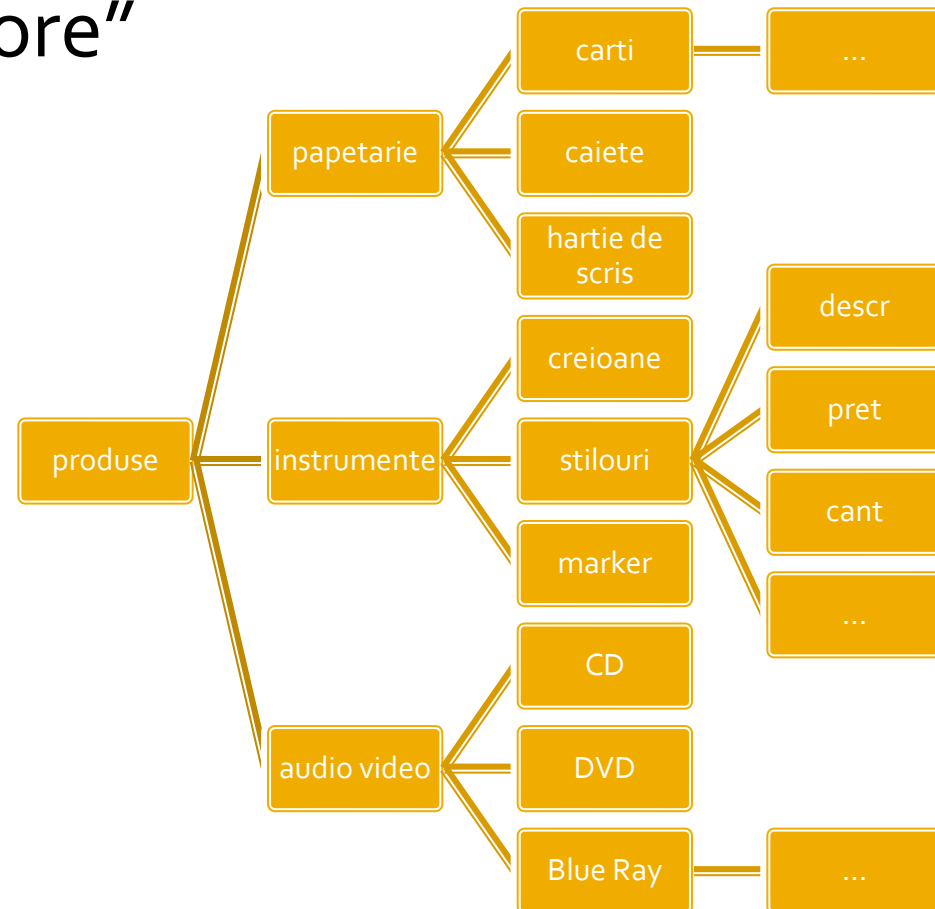 ore”
carti
...
papetarie
caiete
hartie de
scris
descr
creioane
pret
produse
instrumente
stilouri
cant
marker
...
CD
audio video
DVD
Blue Ray
...